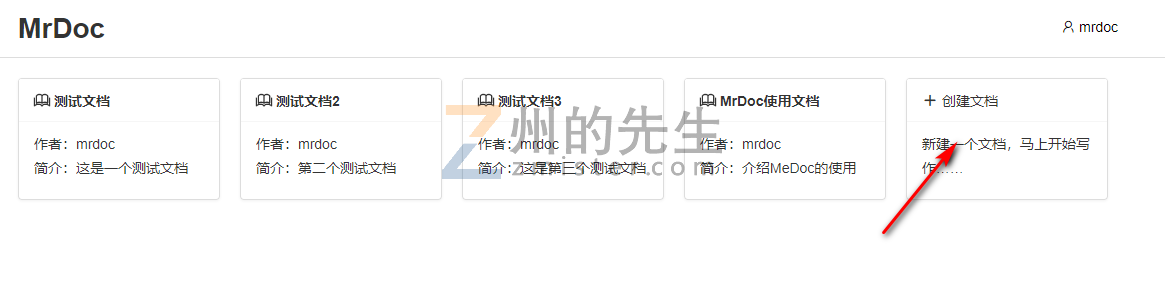 MrDoc
mrdoc
测试文档
作者：mrdoc
简介：这是一个测试文档
测试文档2
作者：mrdoc
简介：第二个测试文档
测试文档3
作者：mrdoc
简介：这是第三个测试文档
MrDoc使用文档
作者：mrdoc
简介：介绍MeDoc的使用
创建文档
新建一个文档，马上开始写
作……
州的先生
zmister.com